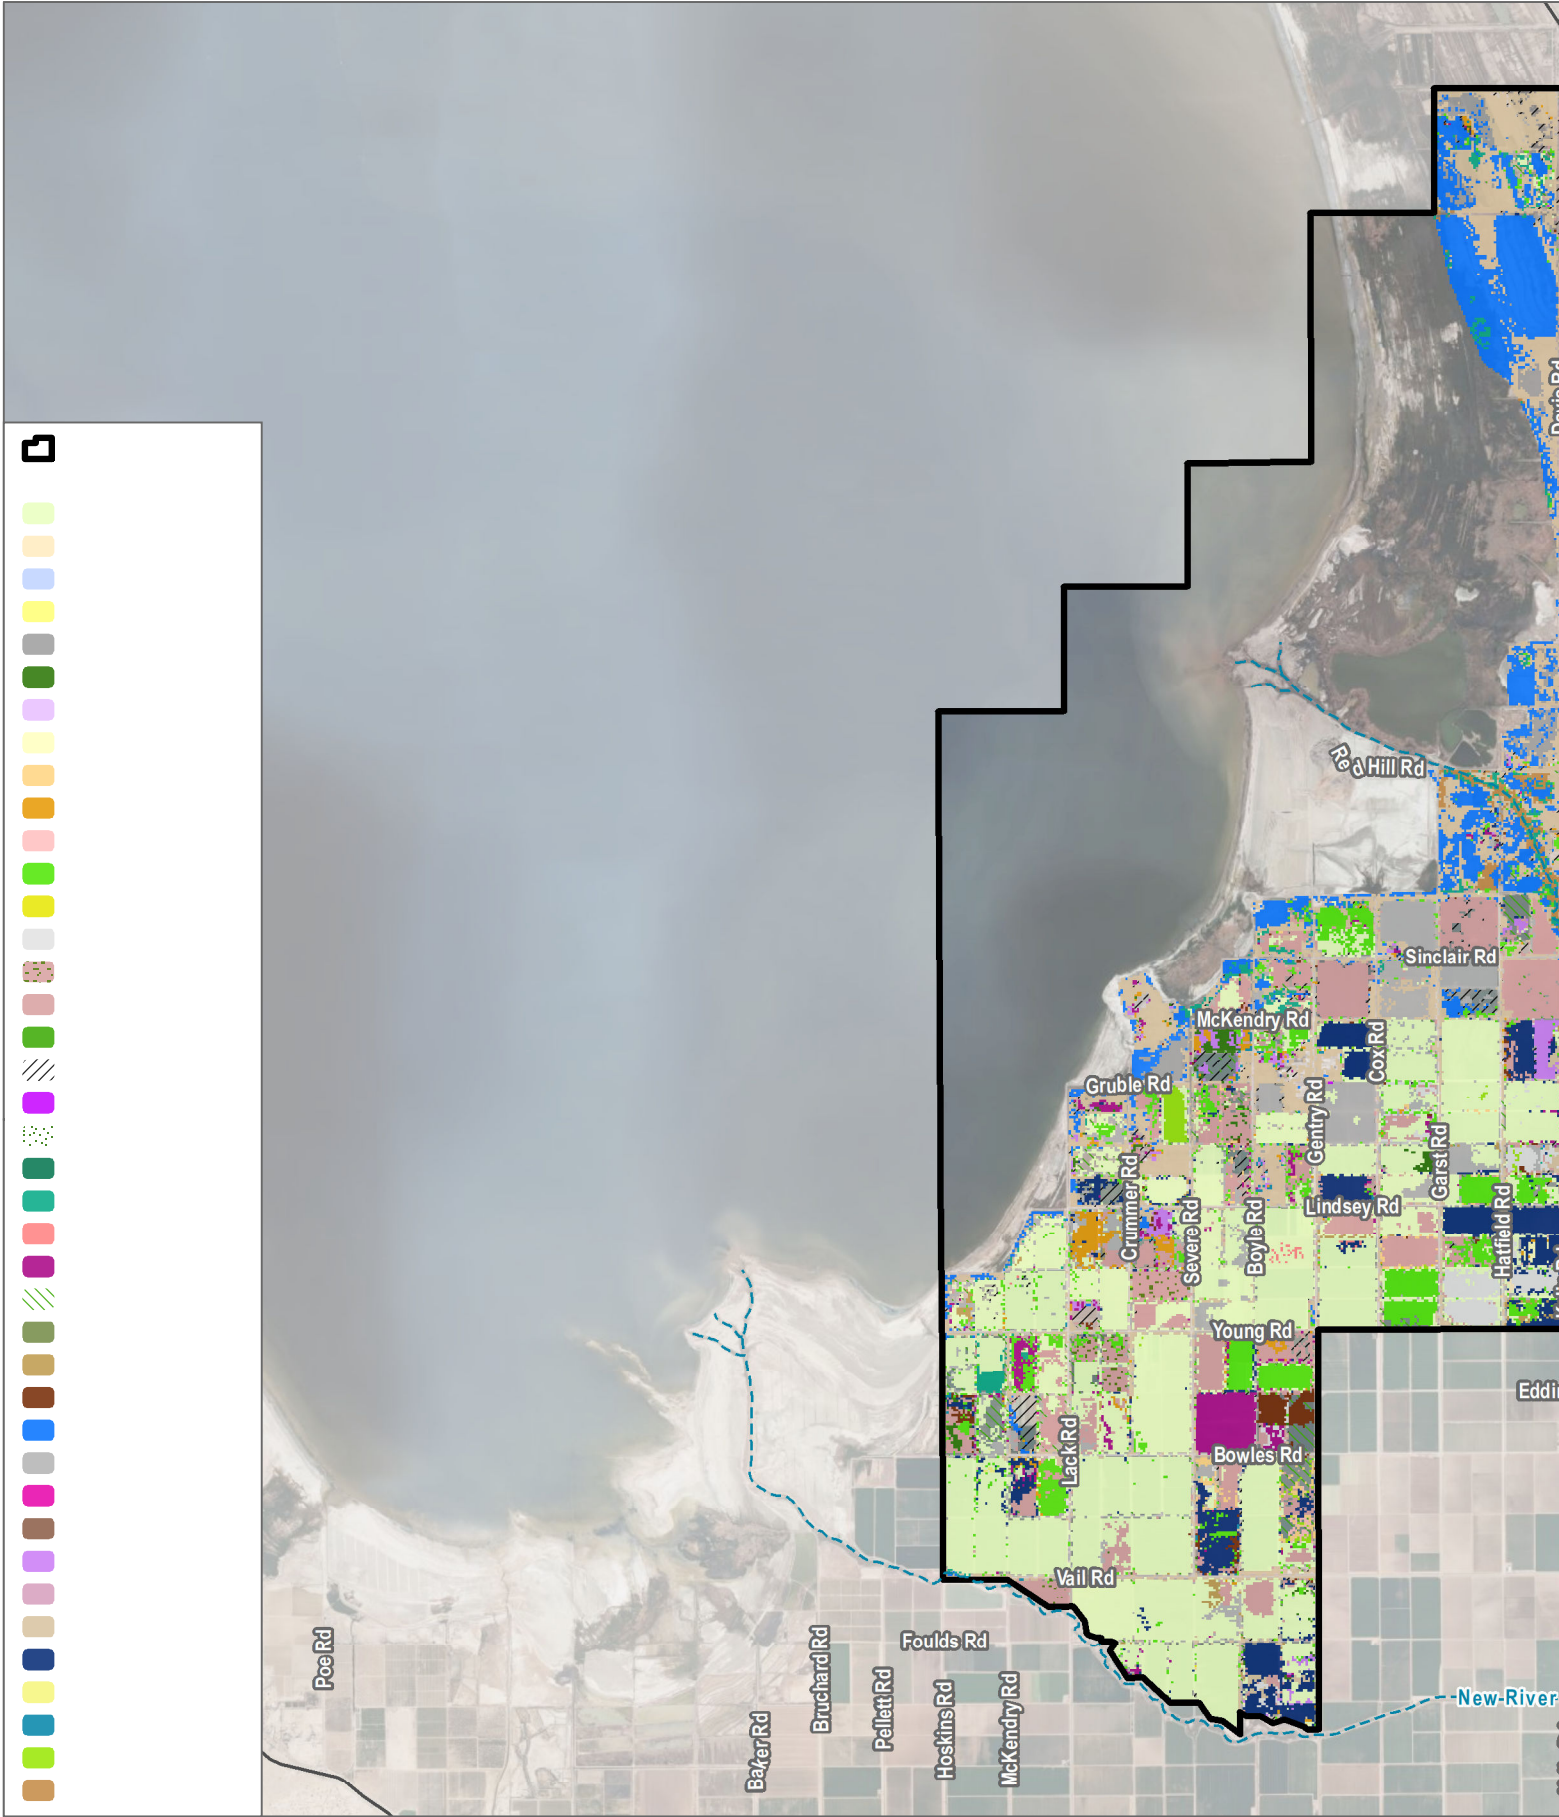 Red Hill Rd
Sinclair Rd
McKendry Rd
Cox Rd
Gruble Rd
Gentry Rd
Garst Rd
Crummer Rd
Severe Rd
Boyle Rd
Lindsey Rd
Hatfield Rd
Young Rd
Eddi
Lack Rd
Bowles Rd
Vail Rd
Poe Rd
Bruchard Rd
Foulds Rd
Pellett Rd
Hoskins Rd
McKendry Rd
Baker Rd
New River